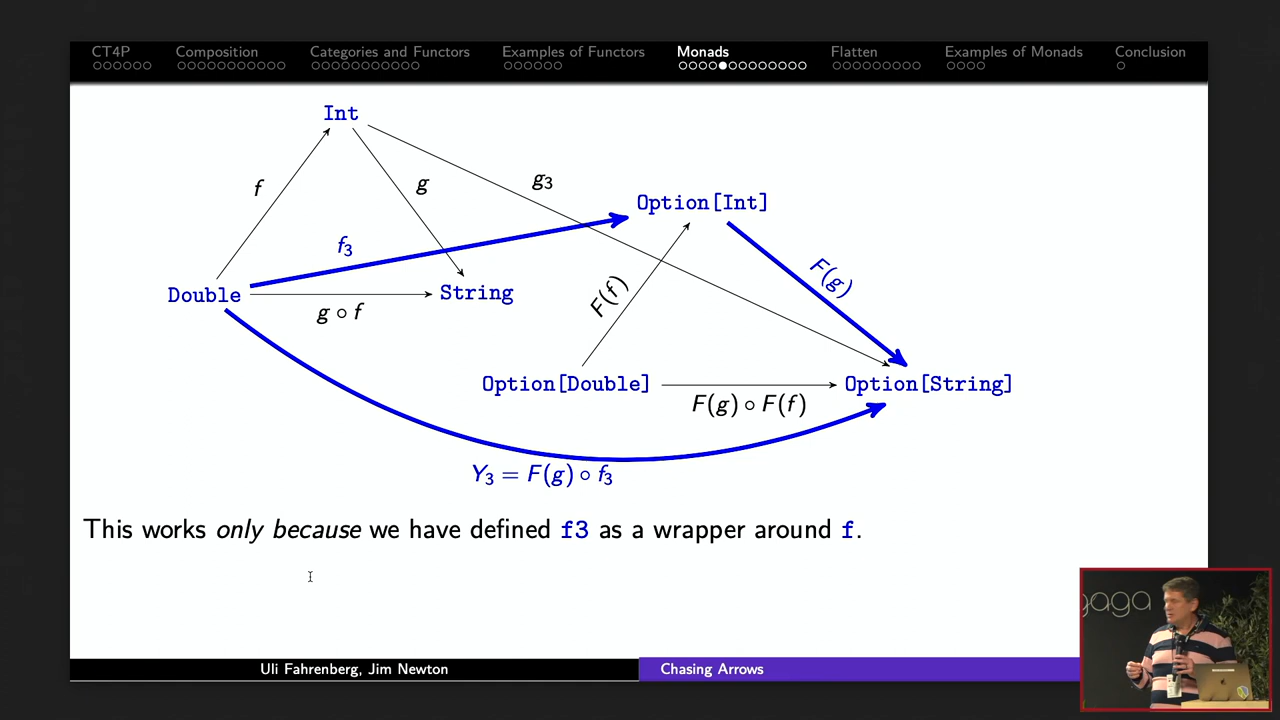 CT4P Composition Categories and Functors Examples of Functors Monads Flatten Examples of Monads Conclusion
Int
f
g
g₃
Option[Int]
f₃
F(g)
Double
String
g ∘ f
F(f)
Option[Double]
Option[String]
F(g) ∘ F(f)
Y₃ = F(g) ∘ f₃
This works only because we have defined f3 as a wrapper around f.
gaga
Uli Fahrenberg, Jim Newton
Chasing Arrows